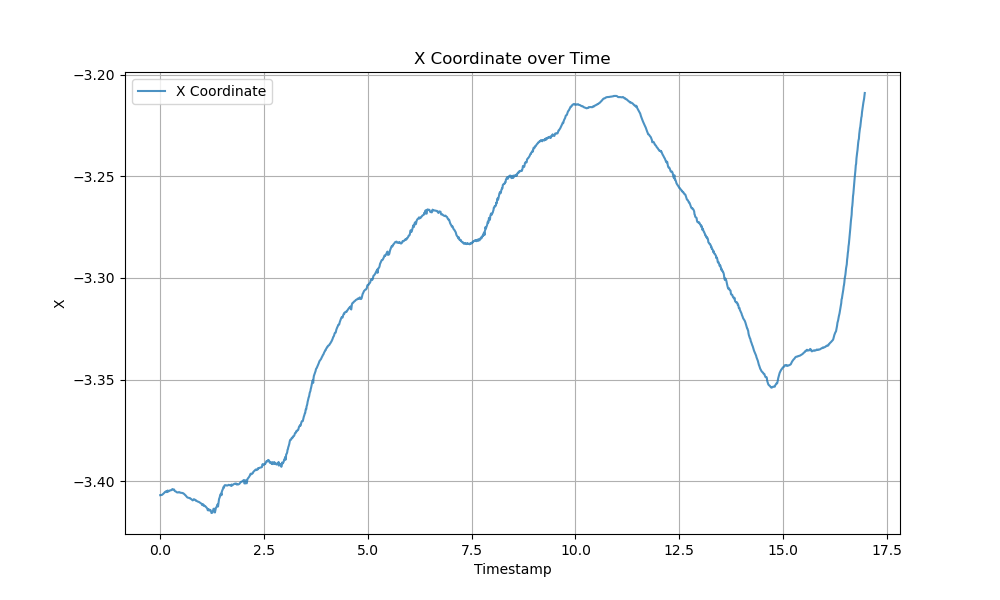 X Coordinate over Time
X Coordinate
X
−3.20
−3.25
−3.30
−3.35
−3.40
0.0 2.5 5.0 7.5 10.0 12.5 15.0 17.5
Timestamp